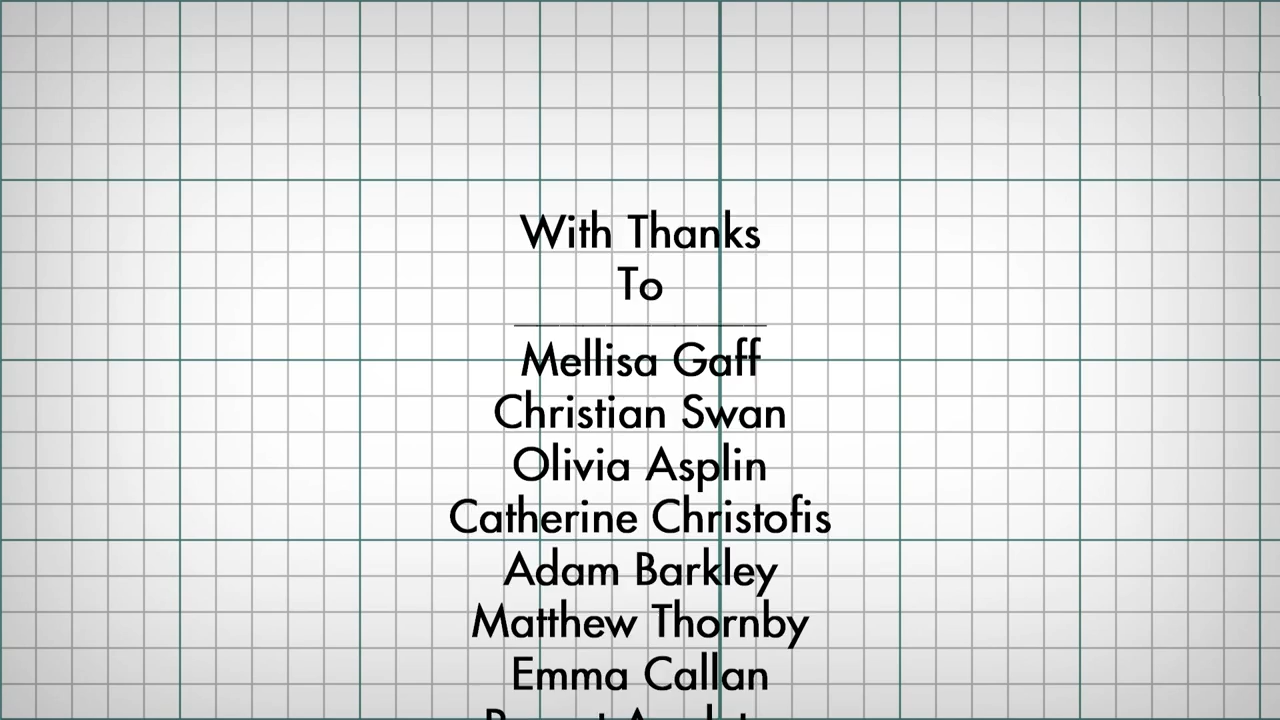 With Thanks
To
Mellisa Gaff
Christian Swan
Olivia Asplin
Catherine Christofis
Adam Barkley
Matthew Thornby
Emma Callan